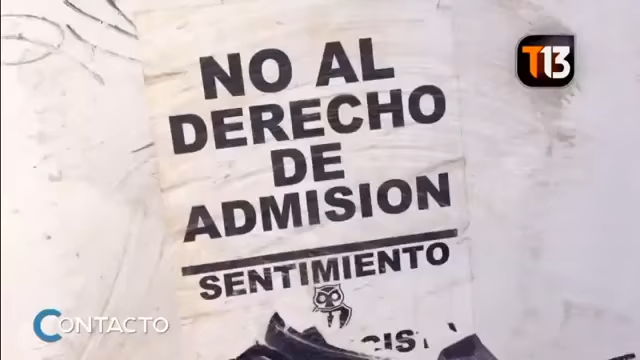 T13
NO AL
DERECHO
DE
ADMISION
SENTIMIENTO
CONTACTO